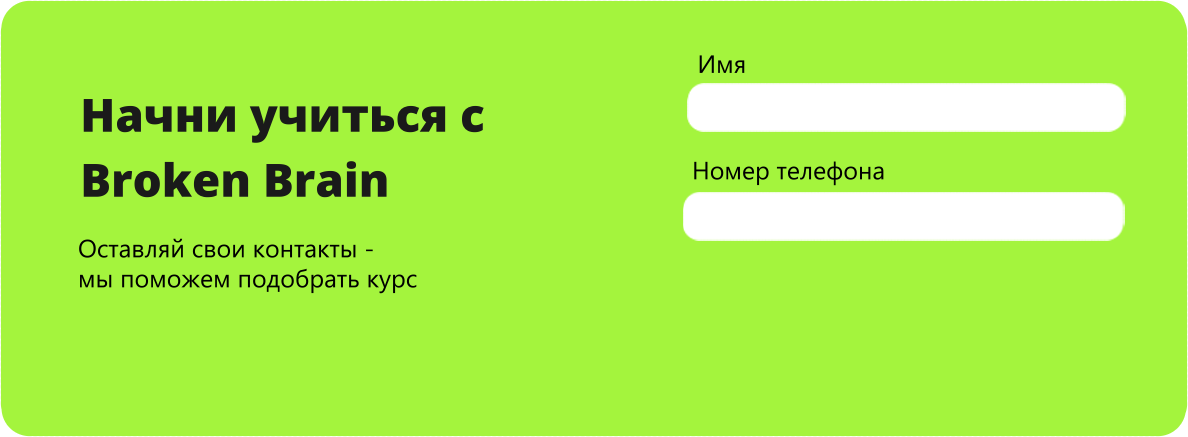 Начни учиться с
Broken Brain
Оставляй свои контакты -
мы поможем подобрать курс
Имя
Номер телефона